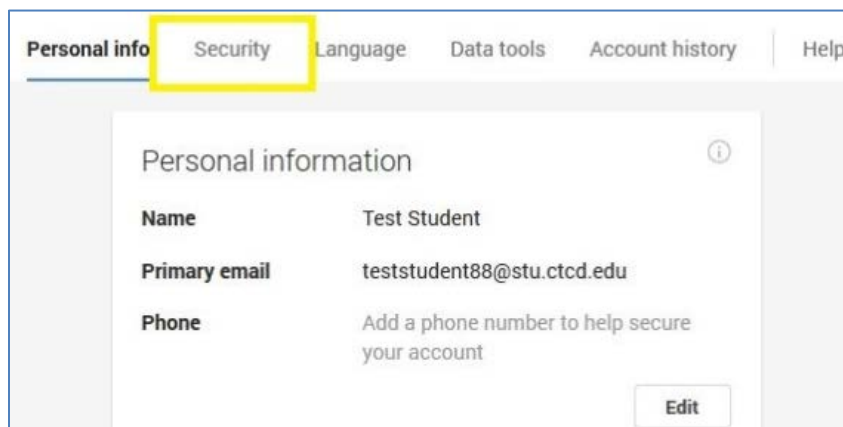 Personal info Security Language Data tools Account history Help
Personal information
Name Test Student
Primary email teststudent88@stu.ctcd.edu
Phone Add a phone number to help secure
your account
Edit